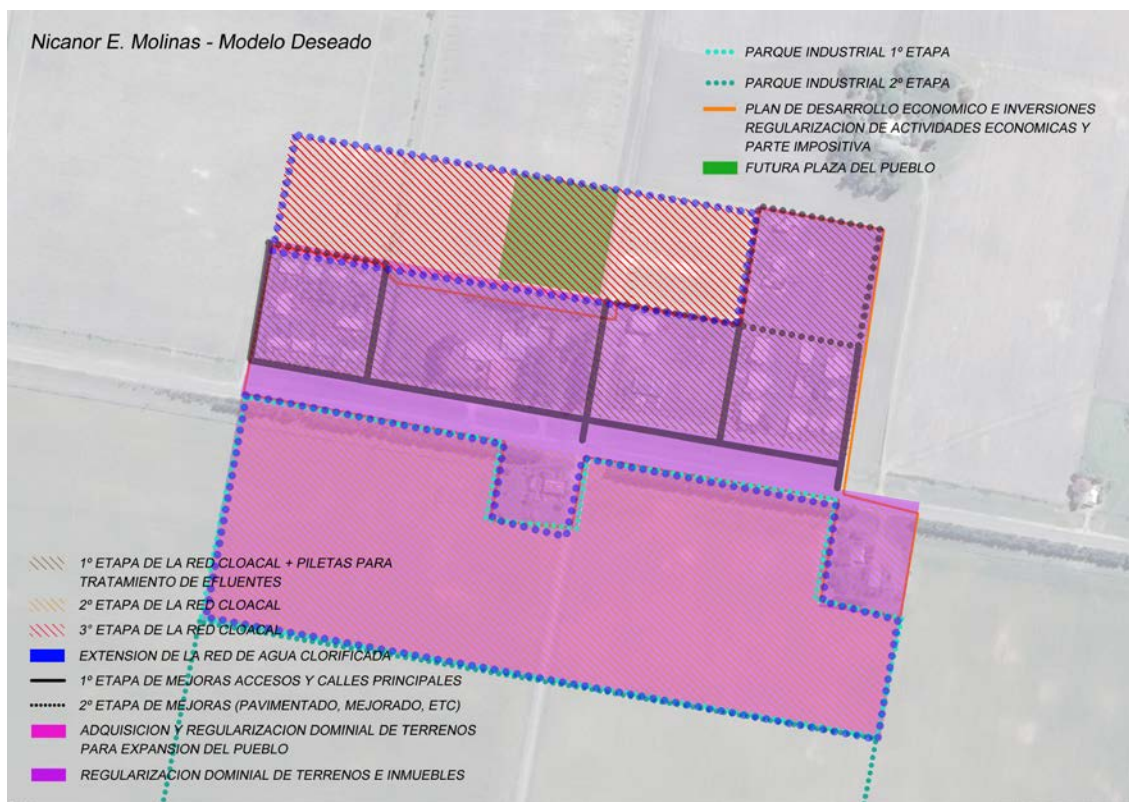 Nicanor E. Molinas - Modelo Deseado
PARQUE INDUSTRIAL 1º ETAPA
PARQUE INDUSTRIAL 2º ETAPA
PLAN DE DESARROLLO ECONOMICO E INVERSIONES
REGULARIZACION DE ACTIVIDADES ECONOMICAS Y
PARTE IMPOSITIVA
FUTURA PLAZA DEL PUEBLO
1º ETAPA DE LA RED CLOACAL + PILETAS PARA
TRATAMIENTO DE EFLUENTES
2º ETAPA DE LA RED CLOACAL
3° ETAPA DE LA RED CLOACAL
EXTENSION DE LA RED DE AGUA CLORIFICADA
1º ETAPA DE MEJORAS ACCESOS Y CALLES PRINCIPALES
2º ETAPA DE MEJORAS (PAVIMENTADO, MEJORADO, ETC)
ADQUISICION Y REGULARIZACION DOMINIAL DE TERRENOS
PARA EXPANSION DEL PUEBLO
REGULARIZACION DOMINIAL DE TERRENOS E INMUEBLES